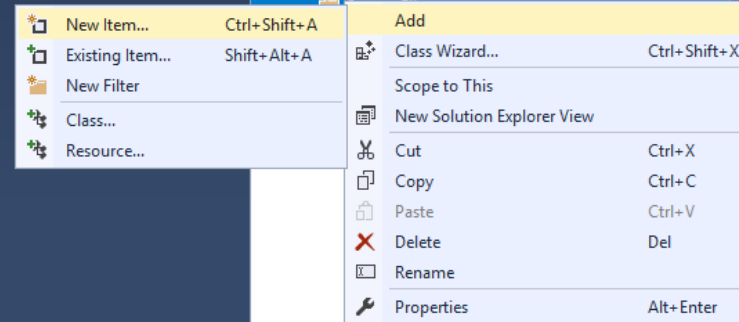 New Item... Ctrl+Shift+A
Existing Item... Shift+Alt+A
New Filter
Class...
Resource...
Add
Class Wizard... Ctrl+Shift+X
Scope to This
New Solution Explorer View
Cut Ctrl+X
Copy Ctrl+C
Paste Ctrl+V
Delete Del
Rename
Properties Alt+Enter